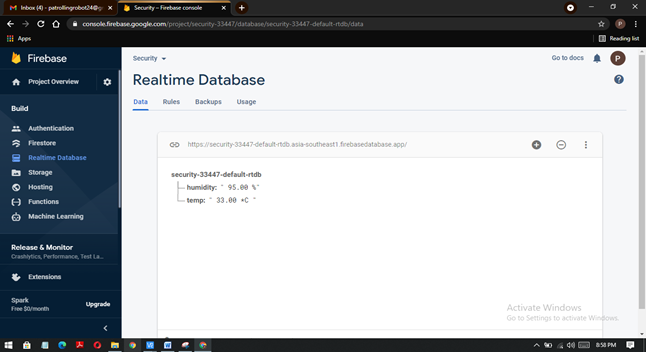 Inbox (4) - patrollingrobot24@g
Security – Firebase console
console.firebase.google.com/project/security-33447/database/security-33447-default-rtdb/data
P
Apps
Reading list
Firebase
Security
Go to docs
P
Project Overview
Realtime Database
Data
Rules
Backups
Usage
Build
Authentication
Firestore
Realtime Database
Storage
Hosting
Functions
Machine Learning
https://security-33447-default-rtdb.asia-southeast1.firebasedatabase.app/
security-33447-default-rtdb
humidity: " 95.00 %"
temp: " 33.00 *C "
Release & Monitor
Crashlytics, Performance, Test La...
Extensions
Spark
Free $0/month
Upgrade
Activate Windows
Go to Settings to activate Windows.
8:58 PM